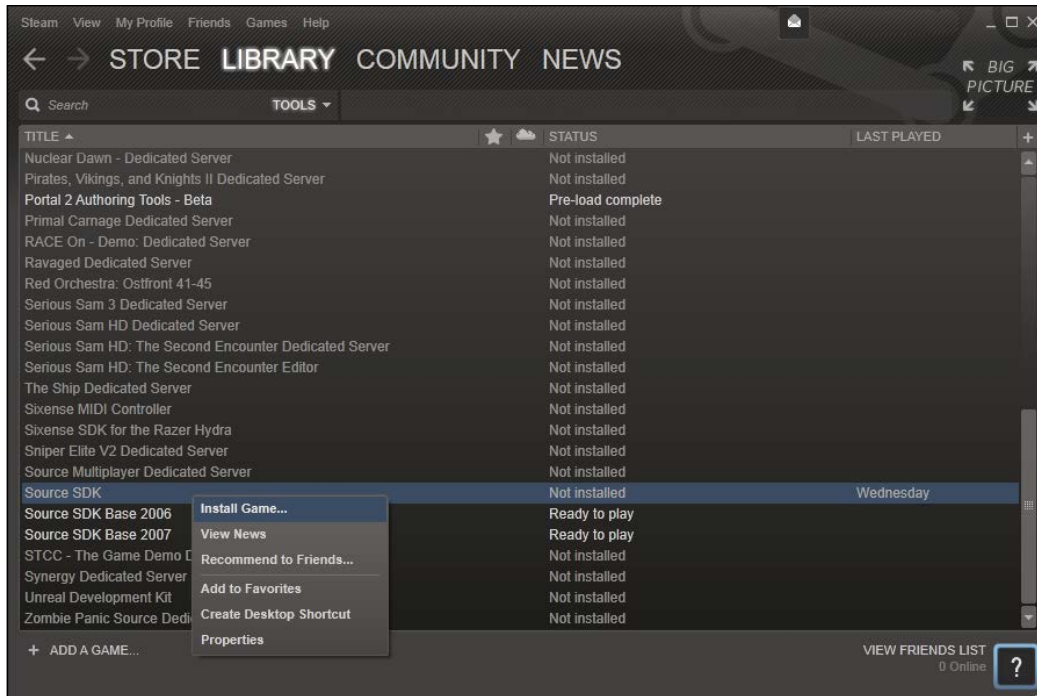 Steam View My Profile Friends Games Help
STORE LIBRARY COMMUNITY NEWS
BIG PICTURE
Search TOOLS
TITLE STATUS LAST PLAYED +
Nuclear Dawn - Dedicated Server Not installed
Pirates, Vikings, and Knights II Dedicated Server Not installed
Portal 2 Authoring Tools - Beta Pre-load complete
Primal Carnage Dedicated Server Not installed
RACE On - Demo: Dedicated Server Not installed
Ravaged Dedicated Server Not installed
Red Orchestra: Ostfront 41-45 Not installed
Serious Sam 3 Dedicated Server Not installed
Serious Sam HD Dedicated Server Not installed
Serious Sam HD: The Second Encounter Dedicated Server Not installed
Serious Sam HD: The Second Encounter Editor Not installed
The Ship Dedicated Server Not installed
Sixense MIDI Controller Not installed
Sixense SDK for the Razer Hydra Not installed
Sniper Elite V2 Dedicated Server Not installed
Source Multiplayer Dedicated Server Not installed
Source SDK Not installed Wednesday
Source SDK Base 2006 Ready to play
Source SDK Base 2007 Ready to play
STCC - The Game Demo D Not installed
Synergy Dedicated Server Not installed
Unreal Development Kit Not installed
Zombie Panic Source Dedi Not installed
Install Game...
View News
Recommend to Friends...
Add to Favorites
Create Desktop Shortcut
Properties
+ ADD A GAME... VIEW FRIENDS LIST
0 Online
?